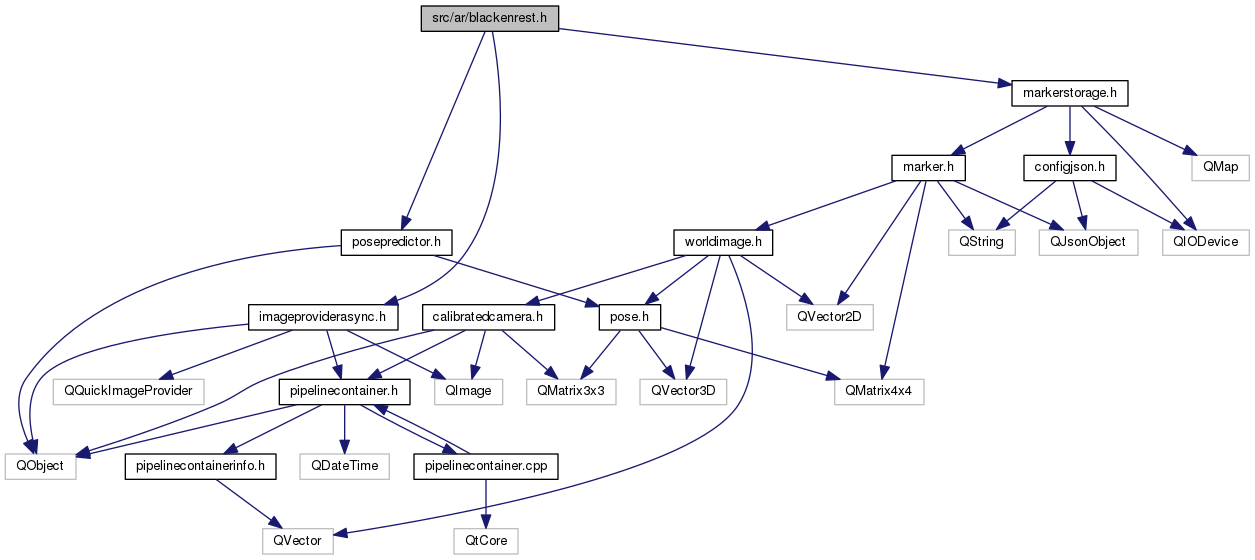 src/ar/blackenrest.h
markerstorage.h
marker.h
configjson.h
QMap
posepredictor.h
worldimage.h
QString
QJsonObject
QIODevice
imageproviderasync.h
calibratedcamera.h
pose.h
QVector2D
QQuickImageProvider
pipelinecontainer.h
QImage
QMatrix3x3
QVector3D
QMatrix4x4
QObject
pipelinecontainerinfo.h
QDateTime
pipelinecontainer.cpp
QVector
QtCore